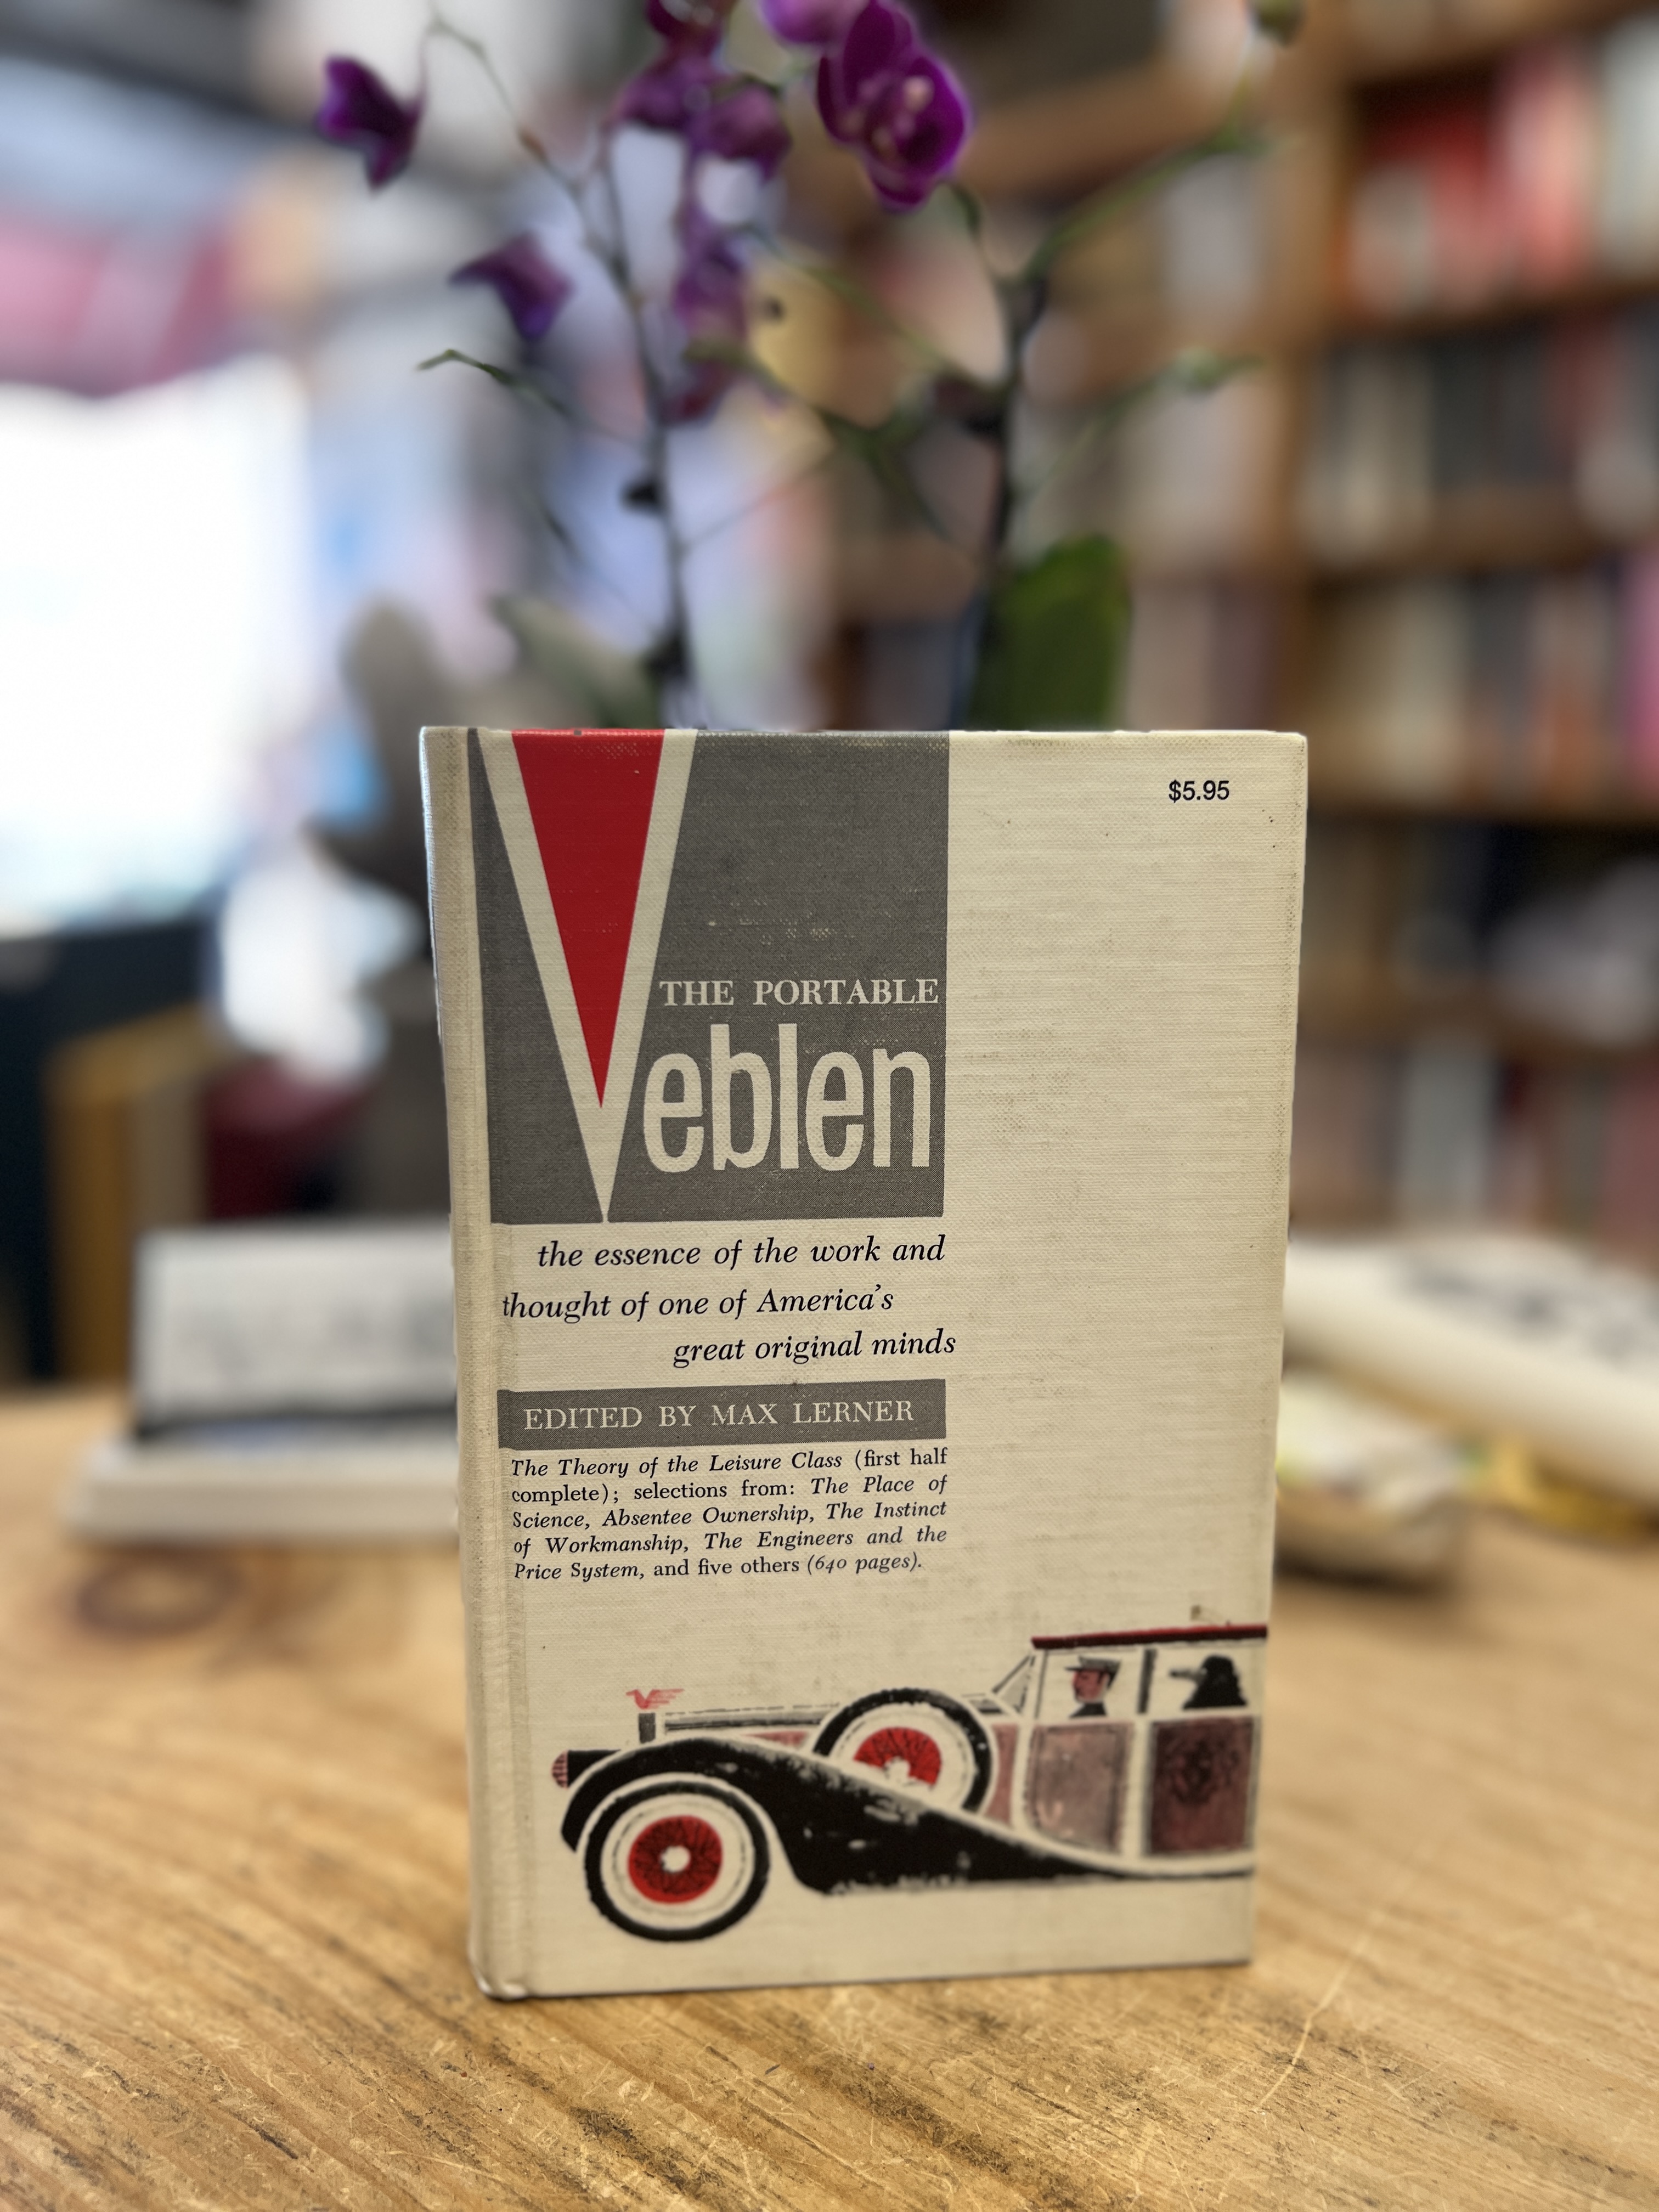 $5.95
THE PORTABLE
Veblen
the essence of the work and
thought of one of America's
great original minds
EDITED BY MAX LERNER
The Theory of the Leisure Class (first half
complete); selections from: The Place of
Science, Absentee Ownership, The Instinct
of Workmanship, The Engineers and the
Price System, and five others (640 pages).